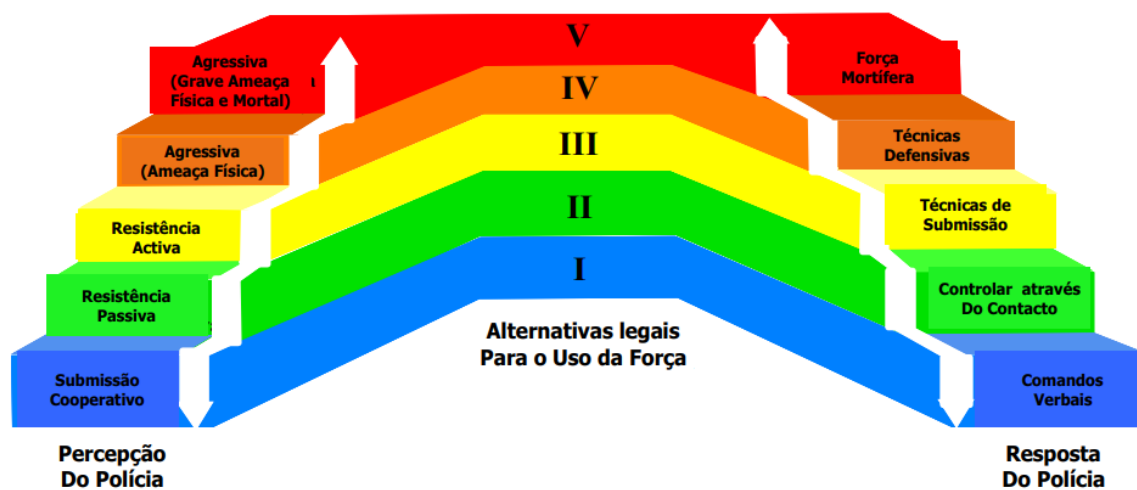 V
IV
III
II
I
Agressiva
(Grave Ameaça
Física e Mortal)
Agressiva
(Ameaça Física)
Resistência
Activa
Resistência
Passiva
Submissão
Cooperativo
Percepção
Do Polícia
Alternativas legais
Para o Uso da Força
Força
Mortífera
Técnicas
Defensivas
Técnicas de
Submissão
Controlar através
Do Contacto
Comandos
Verbais
Resposta
Do Polícia